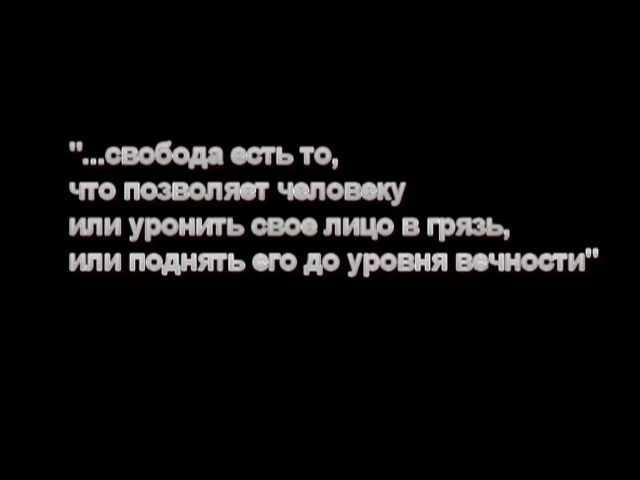 "...свобода есть то,
что позволяет человеку
или уронить свое лицо в грязь,
или поднять его до уровня вечности"